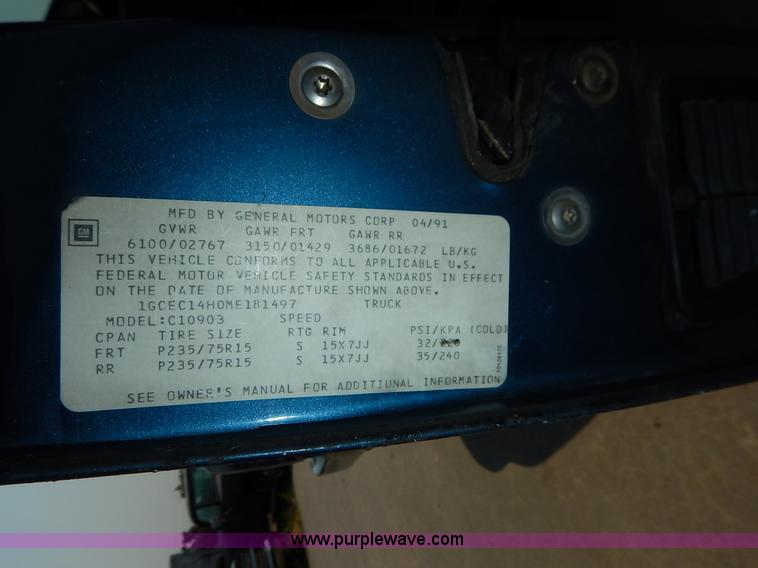 MFD BY GENERAL MOTORS CORP 04/91
GVWR GAWR FRT GAWR RR
GM
6100/02767 3150/01429 3686/01672 LB/KG
THIS VEHICLE CONFORMS TO ALL APPLICABLE U.S.
FEDERAL MOTOR VEHICLE SAFETY STANDARDS IN EFFECT
ON THE DATE OF MANUFACTURE SHOWN ABOVE.
1GCEC14H0ME181497 TRUCK
MODEL:C10903 SPEED
CPAN TIRE SIZE RTG RIM PSI/KPA (COLD)
FRT P235/75R15 S 15X7JJ 32/
RR P235/75R15 S 15X7JJ 35/240
SEE OWNER'S MANUAL FOR ADDITIONAL INFORMATION
www.purplewave.com